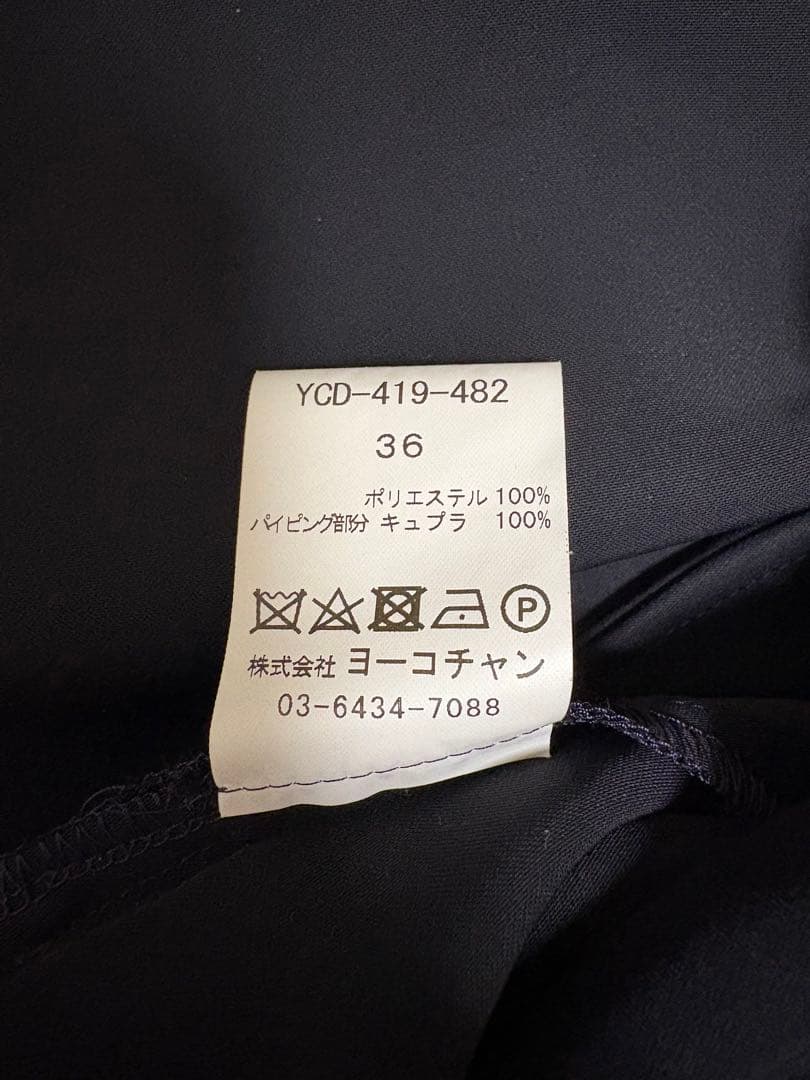 YCD-419-482
36
ポリエステル 100%
パイピング部分 キュプラ 100%
P
株式会社 ヨーコチャン
03-6434-7088